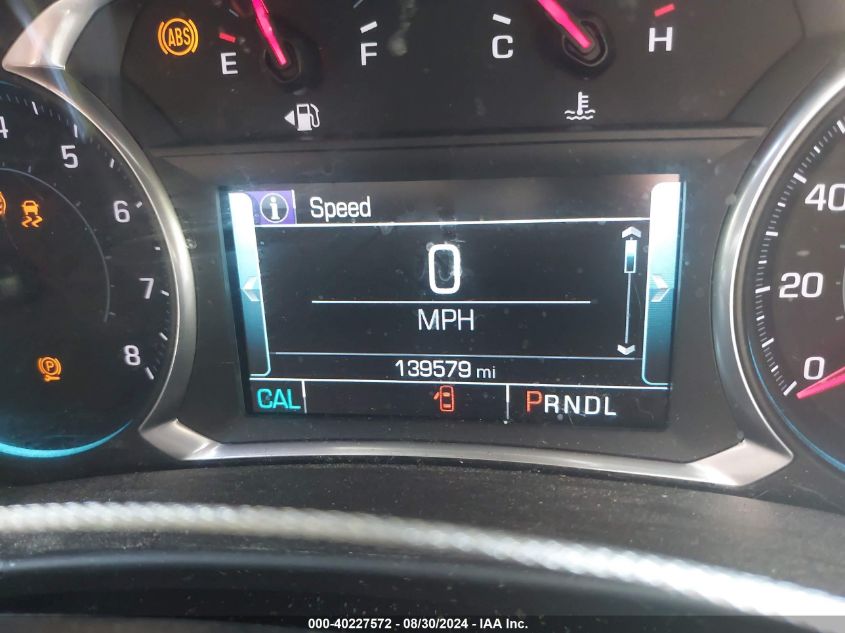 ABS
E F C H
4
5
6
7
8
P
i Speed
0
MPH
139579 mi
CAL PRNDL
40
20
0
000-40227572 - 08/30/2024 - IAA Inc.